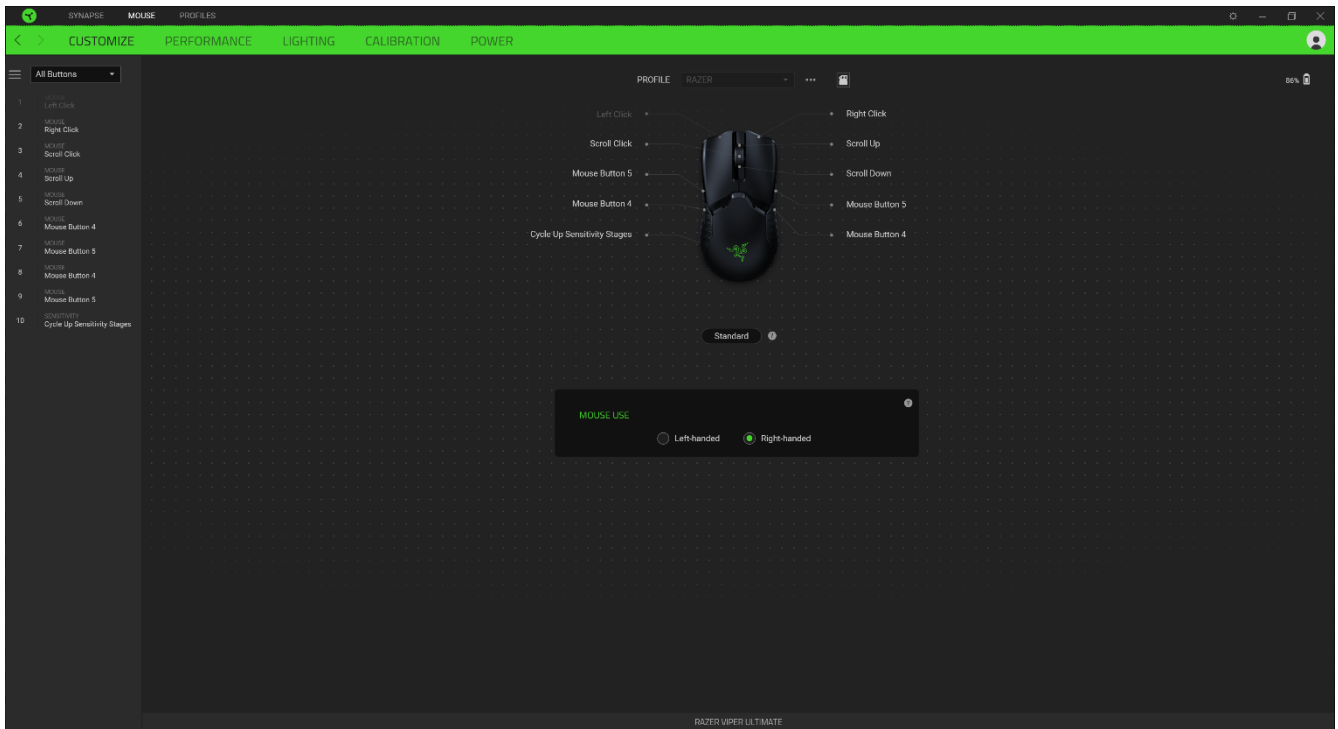 SYNAPSE MOUSE PROFILES
CUSTOMIZE PERFORMANCE LIGHTING CALIBRATION POWER
All Buttons
1 MOUSE
Left Click
2 MOUSE
Right Click
3 MOUSE
Scroll Click
4 MOUSE
Scroll Up
5 MOUSE
Scroll Down
6 MOUSE
Mouse Button 4
7 MOUSE
Mouse Button 5
8 MOUSE
Mouse Button 4
9 MOUSE
Mouse Button 5
10 SENSITIVITY
Cycle Up Sensitivity Stages
PROFILE RAZER
86%
Left Click Right Click
Scroll Click Scroll Up
Mouse Button 5 Scroll Down
Mouse Button 4 Mouse Button 5
Cycle Up Sensitivity Stages Mouse Button 4
Standard ?
MOUSE USE ?
Left-handed Right-handed
RAZER VIPER ULTIMATE